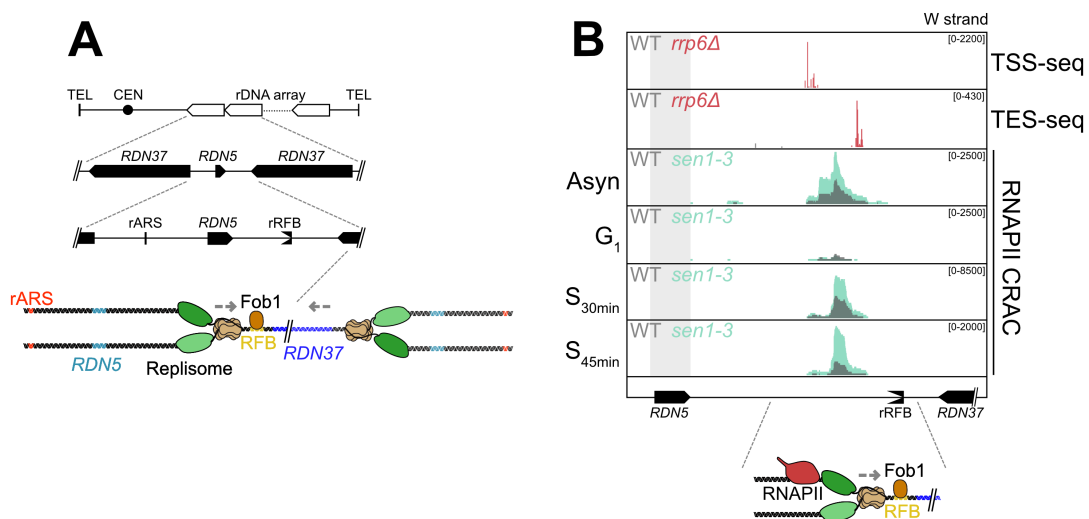 A
TEL CEN rDNA array TEL
RDN37 RDN5 RDN37
rARS RDN5 rRFB
rARS Fob1
RFB
RDN5 RDN37
Replisome
B
W strand
WT rrp6Δ [0-2200] TSS-seq
WT rrp6Δ [0-430] TES-seq
Asyn WT sen1-3 [0-2500]
G1 WT sen1-3 [0-2500]
S30min WT sen1-3 [0-8500]
S45min WT sen1-3 [0-2000]
RNAPII CRAC
RDN5 rRFB RDN37
Fob1
RNAPII
RFB